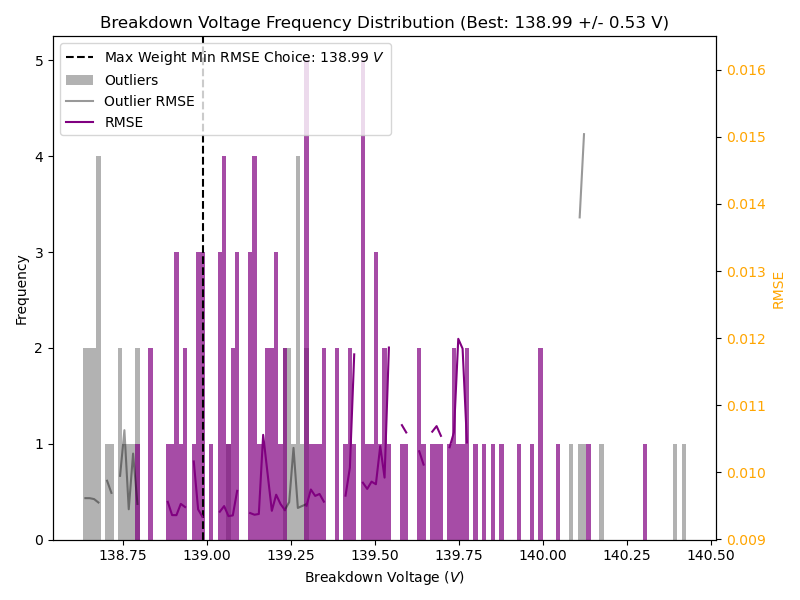 Breakdown Voltage Frequency Distribution (Best: 138.99 +/- 0.53 V)
Max Weight Min RMSE Choice: 138.99 V
Outliers
Outlier RMSE
RMSE
Frequency
5
4
3
2
1
0
0.016
0.015
0.014
0.013
0.012
0.011
0.010
0.009
RMSE
138.75
139.00
139.25
139.50
139.75
140.00
140.25
140.50
Breakdown Voltage (V)